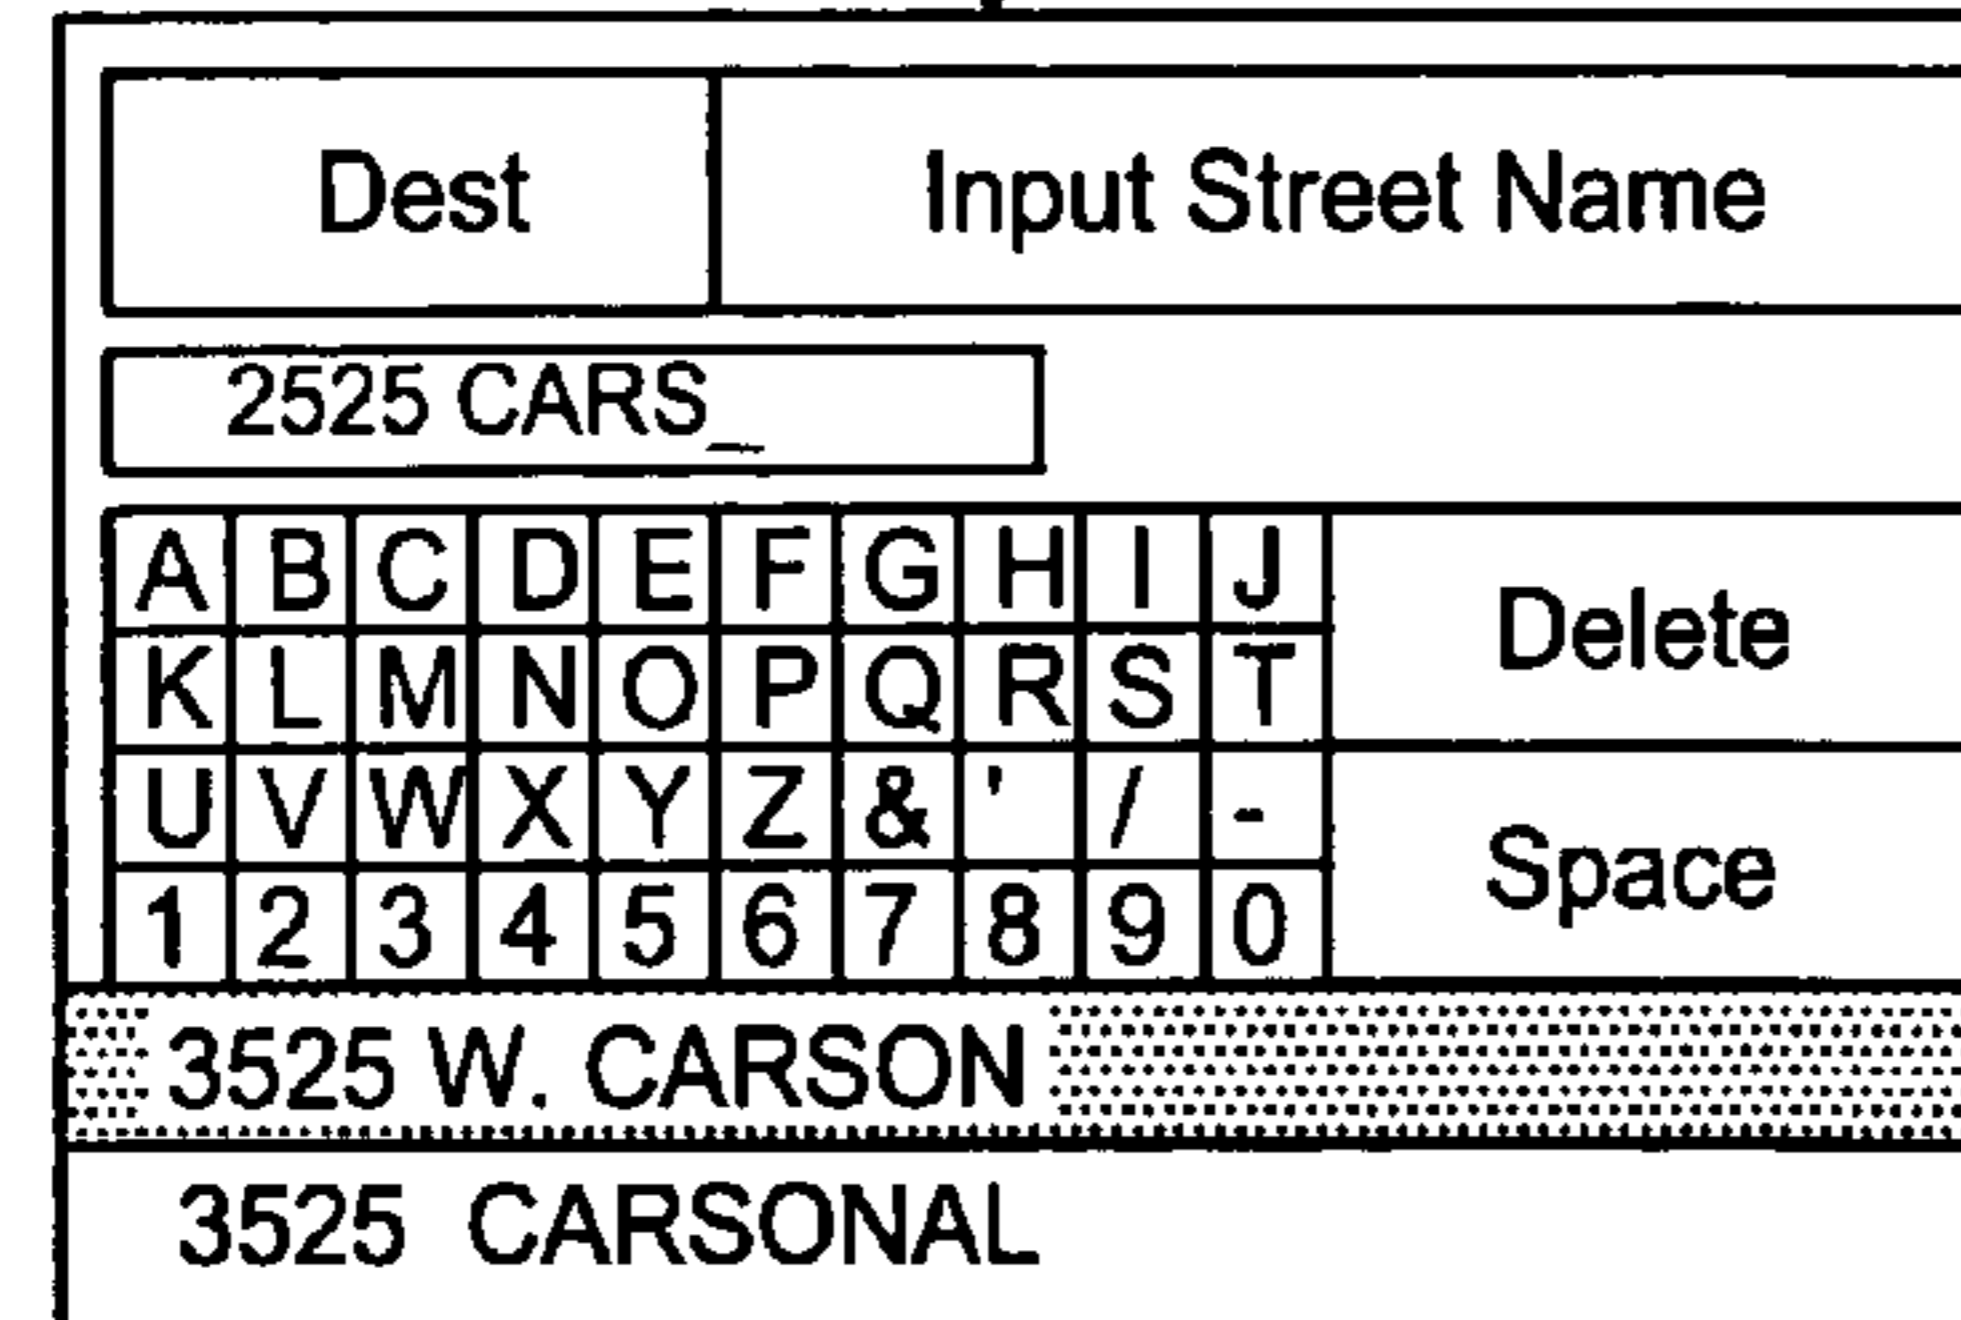 Dest Input Street Name
2525 CARS_
A B C D E F G H I J
Delete
K L M N O P Q R S T
U V W X Y Z & ' / -
Space
1 2 3 4 5 6 7 8 9 0
3525 W. CARSON
3525 CARSONAL